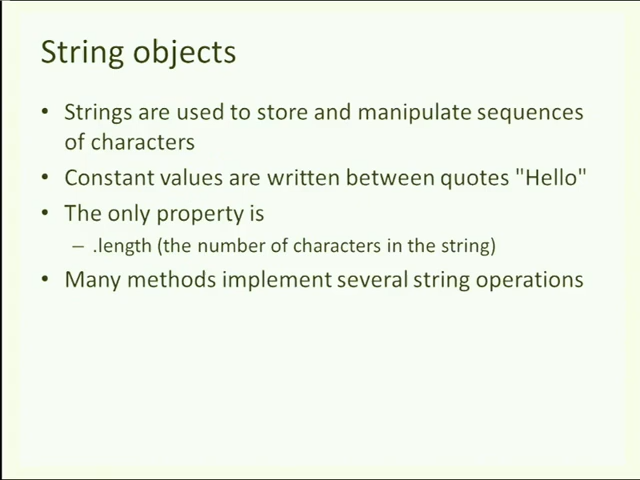 String objects
• Strings are used to store and manipulate sequences
of characters
• Constant values are written between quotes "Hello"
• The only property is
– .length (the number of characters in the string)
• Many methods implement several string operations